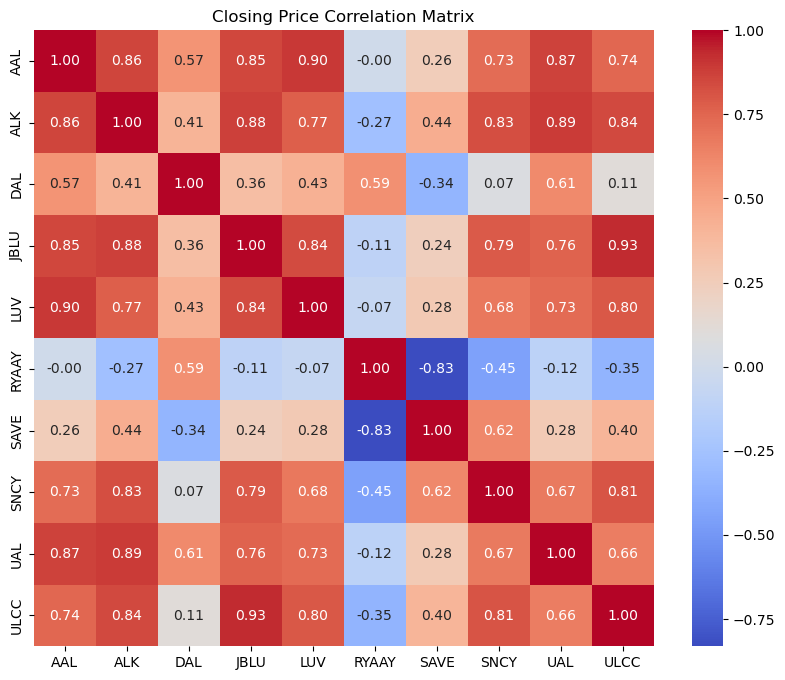 Closing Price Correlation Matrix
AAL 1.00 0.86 0.57 0.85 0.90 -0.00 0.26 0.73 0.87 0.74
ALK 0.86 1.00 0.41 0.88 0.77 -0.27 0.44 0.83 0.89 0.84
DAL 0.57 0.41 1.00 0.36 0.43 0.59 -0.34 0.07 0.61 0.11
JBLU 0.85 0.88 0.36 1.00 0.84 -0.11 0.24 0.79 0.76 0.93
LUV 0.90 0.77 0.43 0.84 1.00 -0.07 0.28 0.68 0.73 0.80
RYAAY -0.00 -0.27 0.59 -0.11 -0.07 1.00 -0.83 -0.45 -0.12 -0.35
SAVE 0.26 0.44 -0.34 0.24 0.28 -0.83 1.00 0.62 0.28 0.40
SNCY 0.73 0.83 0.07 0.79 0.68 -0.45 0.62 1.00 0.67 0.81
UAL 0.87 0.89 0.61 0.76 0.73 -0.12 0.28 0.67 1.00 0.66
ULCC 0.74 0.84 0.11 0.93 0.80 -0.35 0.40 0.81 0.66 1.00
AAL ALK DAL JBLU LUV RYAAY SAVE SNCY UAL ULCC
1.00
0.75
0.50
0.25
0.00
−0.25
−0.50
−0.75